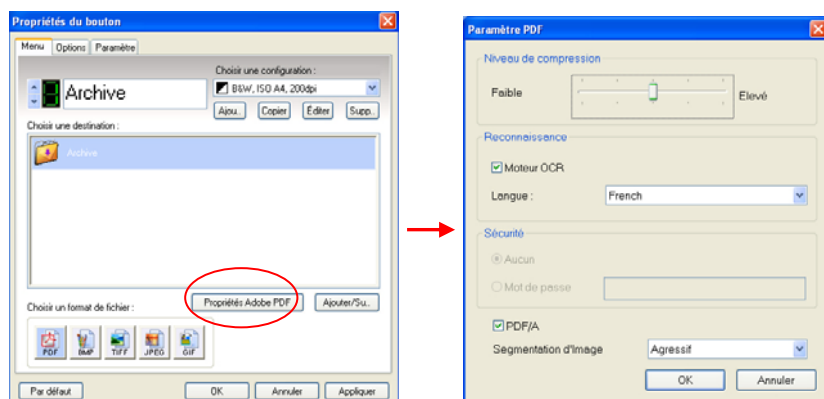 Propriétés du bouton
Menu Options Paramètre
Choisir une configuration :
Archive
B&W, ISO A4, 200dpi
Ajou.. Copier Éditer Supp..
Choisir une destination :
Archive
Propriétés Adobe PDF Ajouter/Su..
Choisir un format de fichier :
PDF BMP TIFF JPEG GIF
Par défaut OK Annuler Appliquer
Paramètre PDF
Niveau de compression
Faible Elevé
Reconnaissance
Moteur OCR
Langue : French
Sécurité
Aucun
Mot de passe
PDF/A
Segmentation d'Image Agressif
OK Annuler